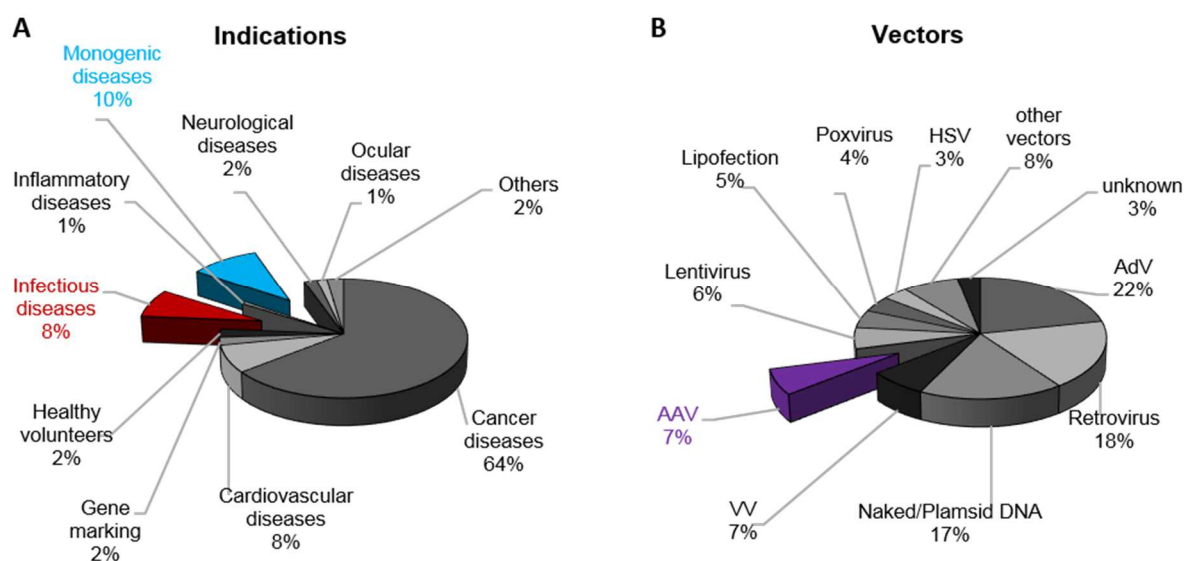 A
Indications
Monogenic
diseases
10%
Neurological
diseases
2%
Ocular
diseases
1%
Others
2%
Inflammatory
diseases
1%
Infectious
diseases
8%
Healthy
volunteers
2%
Gene
marking
2%
Cardiovascular
diseases
8%
Cancer
diseases
64%
B
Vectors
Lipofection
5%
Poxvirus
4%
HSV
3%
other
vectors
8%
unknown
3%
AdV
22%
Lentivirus
6%
AAV
7%
VV
7%
Naked/Plamsid DNA
17%
Retrovirus
18%